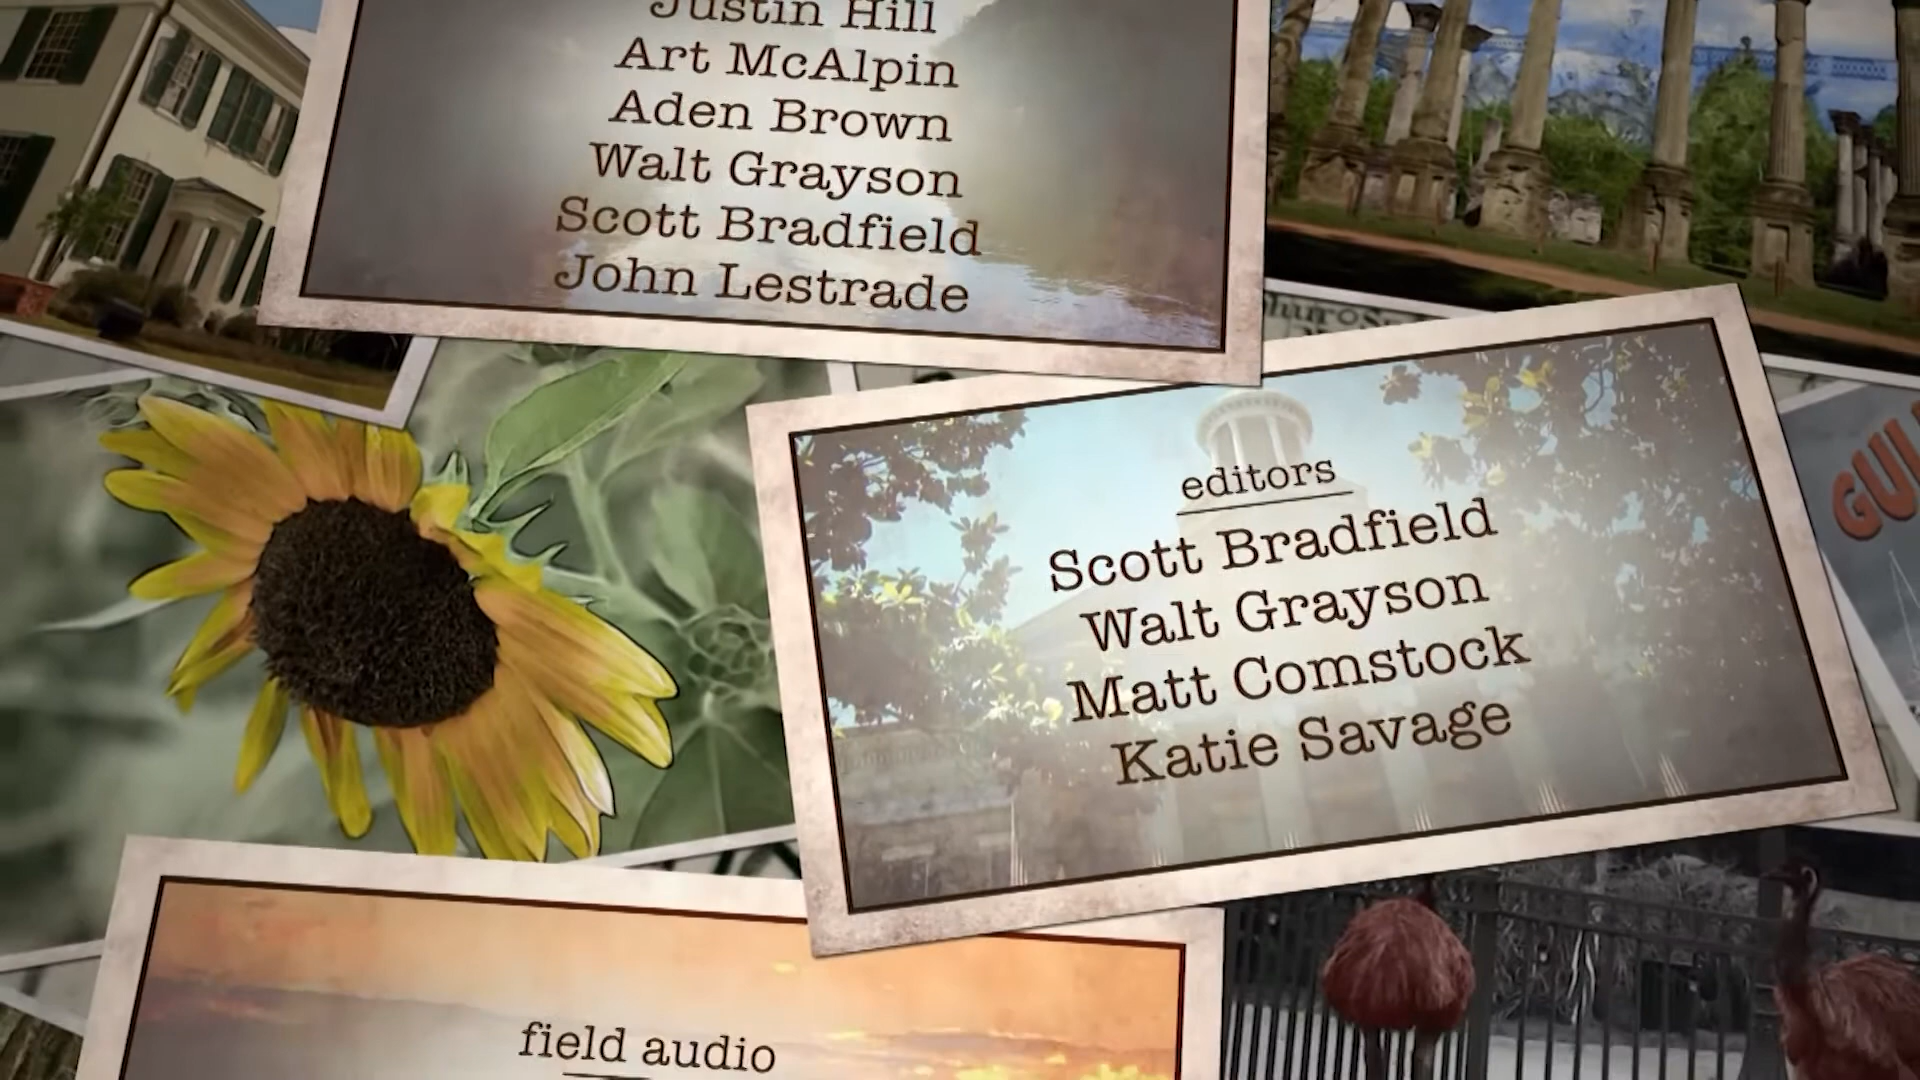 Justin Hill
Art McAlpin
Aden Brown
Walt Grayson
Scott Bradfield
John Lestrade
editors
Scott Bradfield
Walt Grayson
Matt Comstock
Katie Savage
field audio